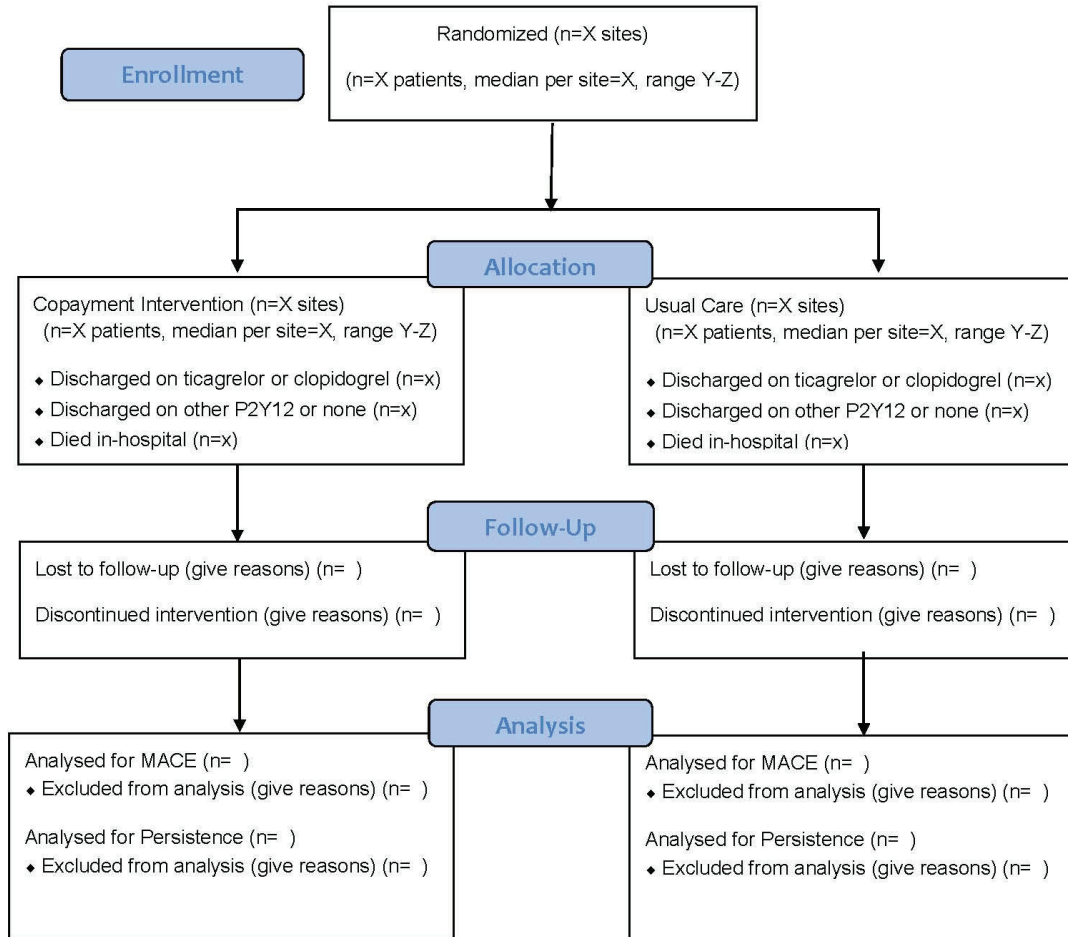 Randomized (n=X sites)
(n=X patients, median per site=X, range Y-Z)
Enrollment
Allocation
Copayment Intervention (n=X sites)
(n=X patients, median per site=X, range Y-Z)
♦ Discharged on ticagrelor or clopidogrel (n=x)
♦ Discharged on other P2Y12 or none (n=x)
♦ Died in-hospital (n=x)
Usual Care (n=X sites)
(n=X patients, median per site=X, range Y-Z)
♦ Discharged on ticagrelor or clopidogrel (n=x)
♦ Discharged on other P2Y12 or none (n=x)
♦ Died in-hospital (n=x)
Follow-Up
Lost to follow-up (give reasons) (n=  )
Discontinued intervention (give reasons) (n=  )
Lost to follow-up (give reasons) (n=  )
Discontinued intervention (give reasons) (n=  )
Analysis
Analysed for MACE (n=  )
♦ Excluded from analysis (give reasons) (n=  )
Analysed for Persistence (n=  )
♦ Excluded from analysis (give reasons) (n=  )
Analysed for MACE (n=  )
♦ Excluded from analysis (give reasons) (n=  )
Analysed for Persistence (n=  )
♦ Excluded from analysis (give reasons) (n=  )